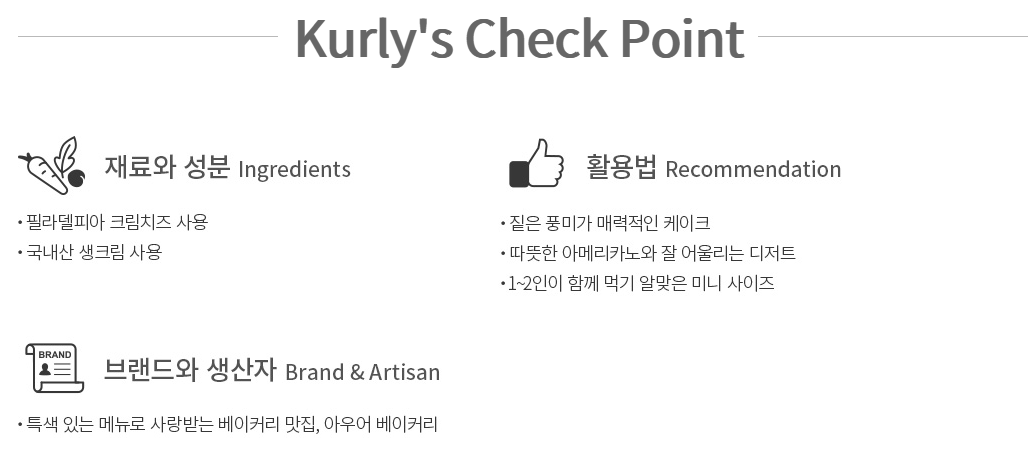 Kurly's Check Point
재료와 성분 Ingredients
• 필라델피아 크림치즈 사용
• 국내산 생크림 사용
활용법 Recommendation
• 짙은 풍미가 매력적인 케이크
• 따뜻한 아메리카노와 잘 어울리는 디저트
• 1~2인이 함께 먹기 알맞은 미니 사이즈
BRAND
브랜드와 생산자 Brand & Artisan
• 특색 있는 메뉴로 사랑받는 베이커리 맛집, 아우어 베이커리